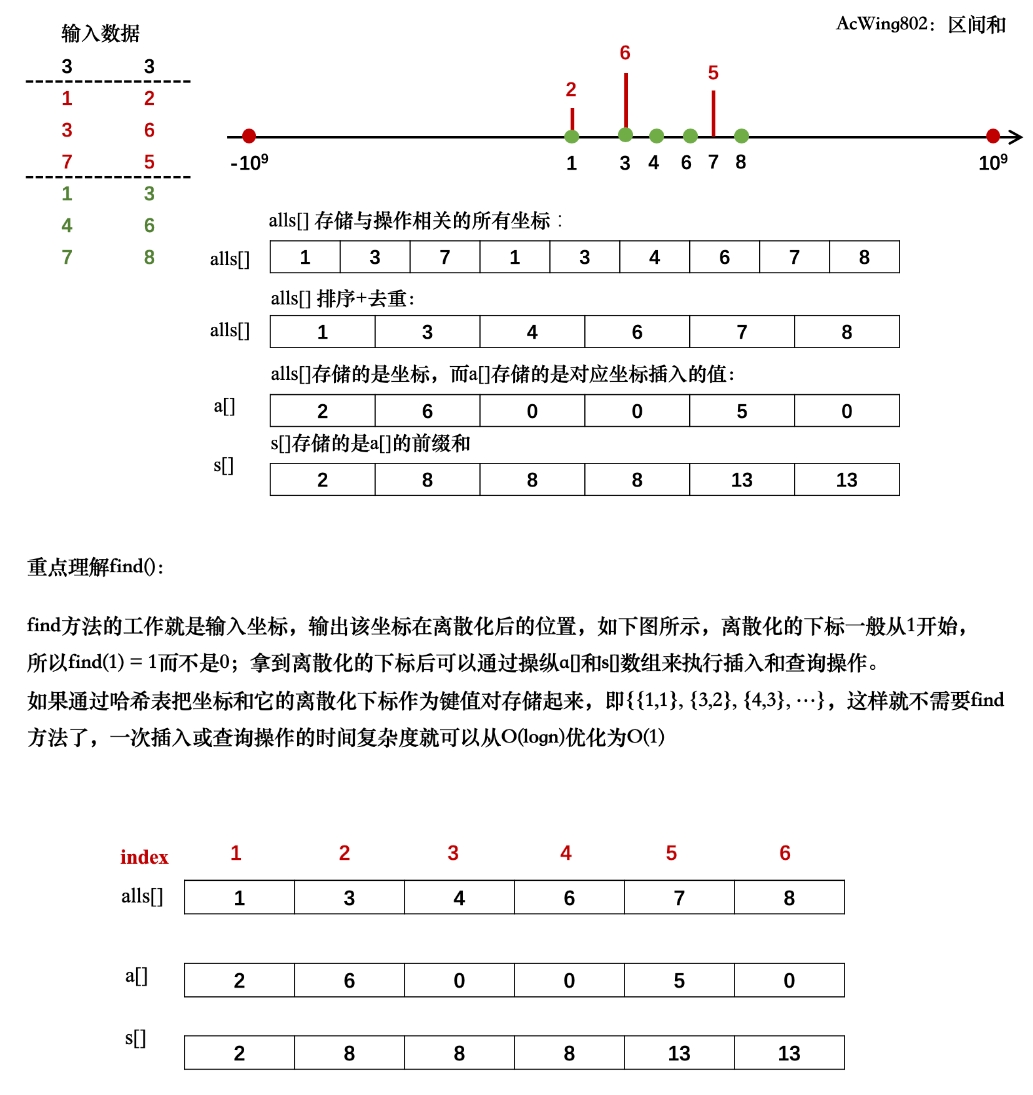 AcWing802：区间和
输入数据
3 3
1 2
3 6
7 5
1 3
4 6
7 8
2 6 5
-10⁹ 1 3 4 6 7 8 10⁹
alls[] 存储与操作相关的所有坐标：
alls[] 1 3 7 1 3 4 6 7 8
alls[] 排序+去重：
alls[] 1 3 4 6 7 8
alls[]存储的是坐标，而a[]存储的是对应坐标插入的值：
a[] 2 6 0 0 5 0
s[]存储的是a[]的前缀和
s[] 2 8 8 8 13 13
重点理解find()：
find方法的工作就是输入坐标，输出该坐标在离散化后的位置，如下图所示，离散化的下标一般从1开始，
所以find(1) = 1而不是0；拿到离散化的下标后可以通过操纵a[]和s[]数组来执行插入和查询操作。
如果通过哈希表把坐标和它的离散化下标作为键值对存储起来，即{{1,1}, {3,2}, {4,3}, ⋯}，这样就不需要find
方法了，一次插入或查询操作的时间复杂度就可以从O(logn)优化为O(1)
index 1 2 3 4 5 6
alls[] 1 3 4 6 7 8
a[] 2 6 0 0 5 0
s[] 2 8 8 8 13 13